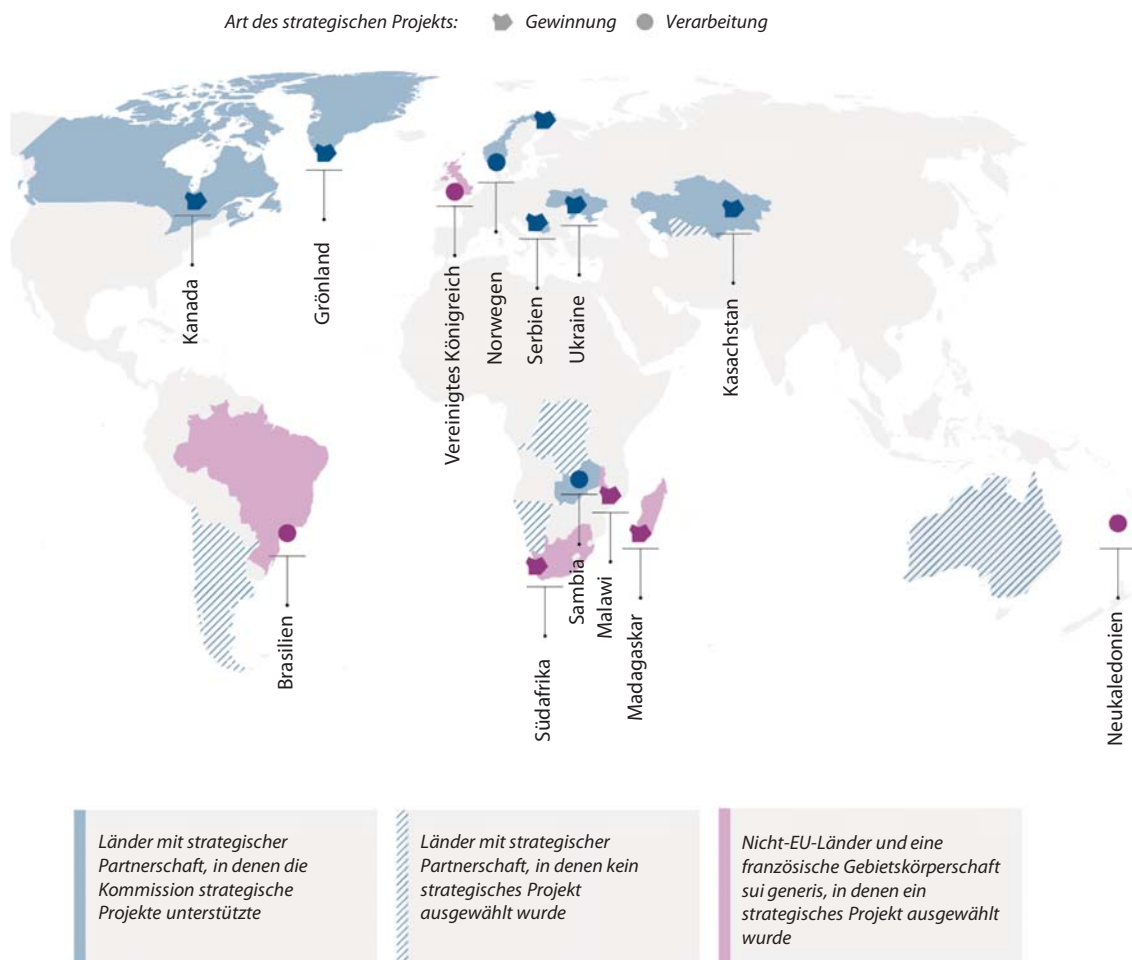 Art des strategischen Projekts: Gewinnung Verarbeitung
Kanada
Grönland
Vereinigtes Königreich
Norwegen
Serbien
Ukraine
Kasachstan
Brasilien
Südafrika
Sambia
Malawi
Madagaskar
Neukaledonien
Länder mit strategischer
Partnerschaft, in denen die
Kommission strategische
Projekte unterstützte
Länder mit strategischer
Partnerschaft, in denen kein
strategisches Projekt
ausgewählt wurde
Nicht-EU-Länder und eine
französische Gebietskörperschaft
sui generis, in denen ein
strategisches Projekt ausgewählt
wurde